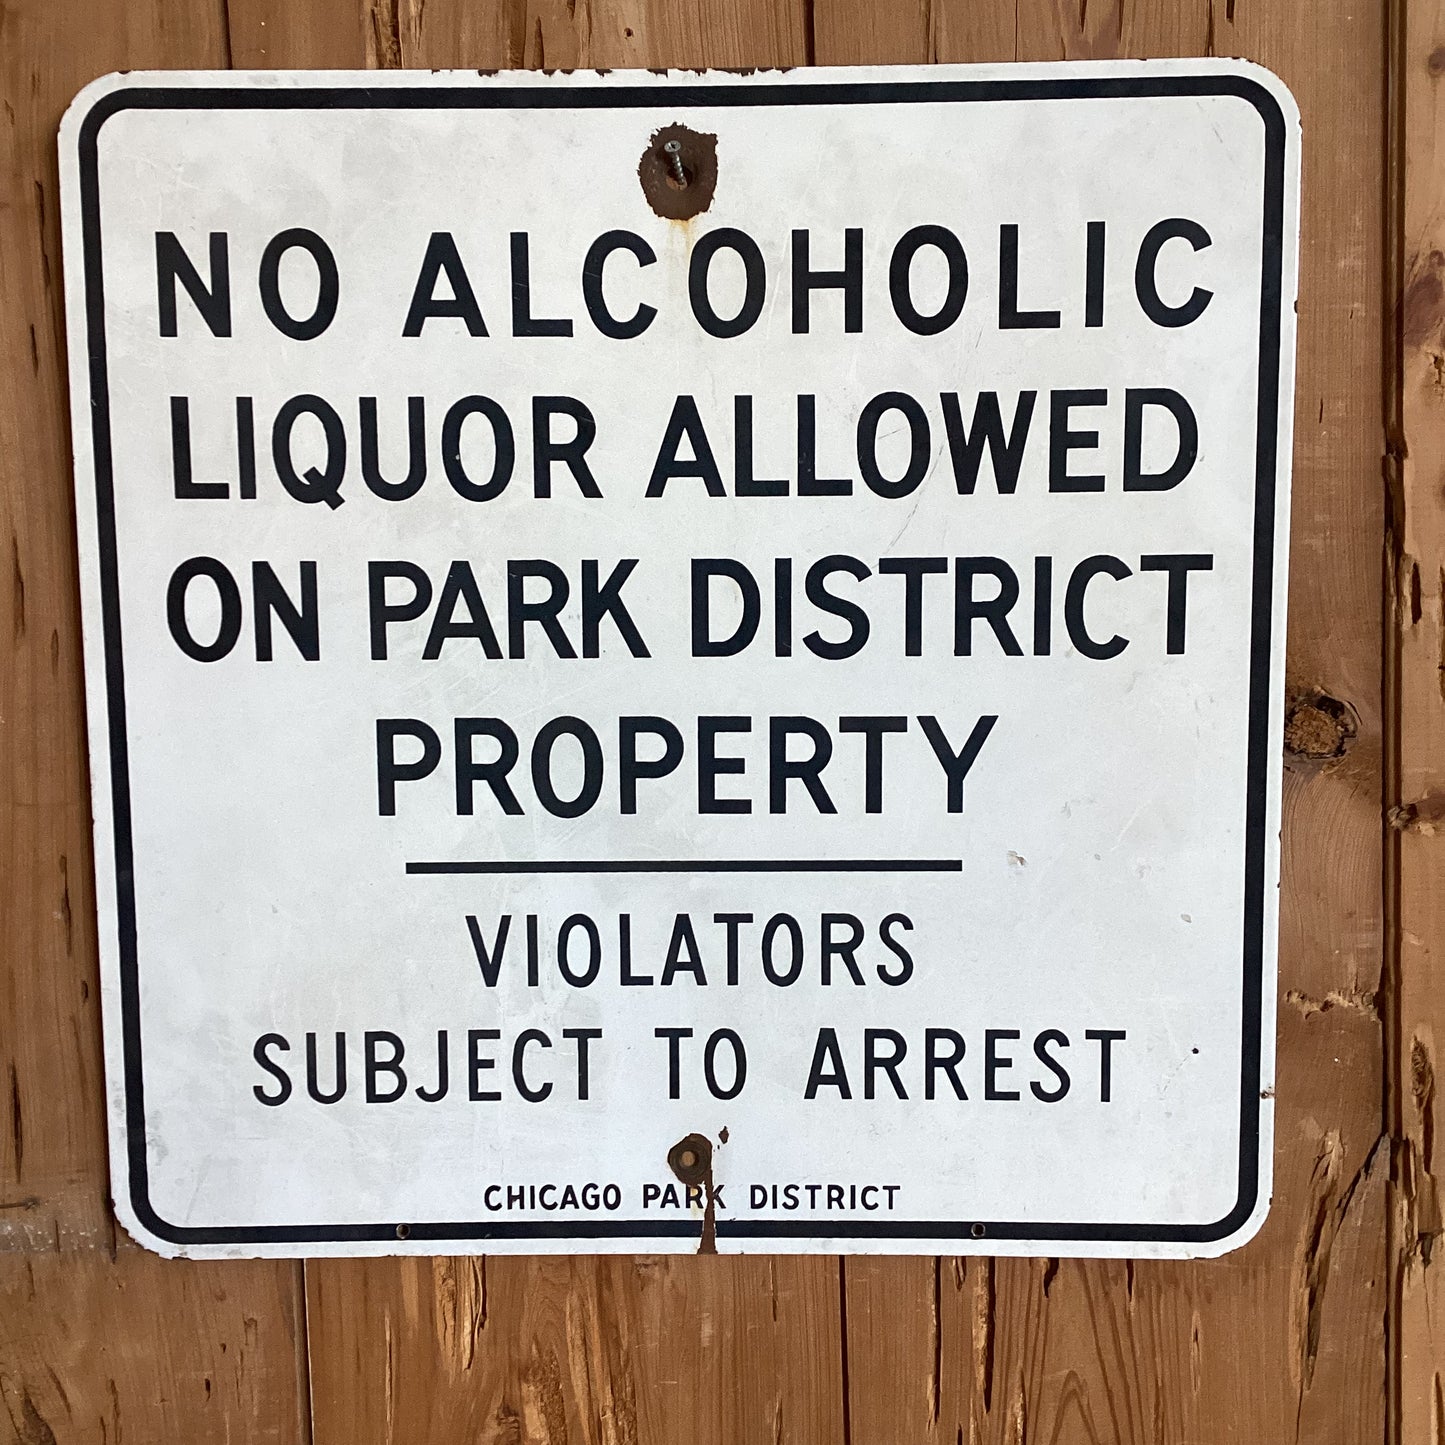 NO ALCOHOLIC
LIQUOR ALLOWED
ON PARK DISTRICT
PROPERTY
VIOLATORS
SUBJECT TO ARREST
CHICAGO PARK DISTRICT